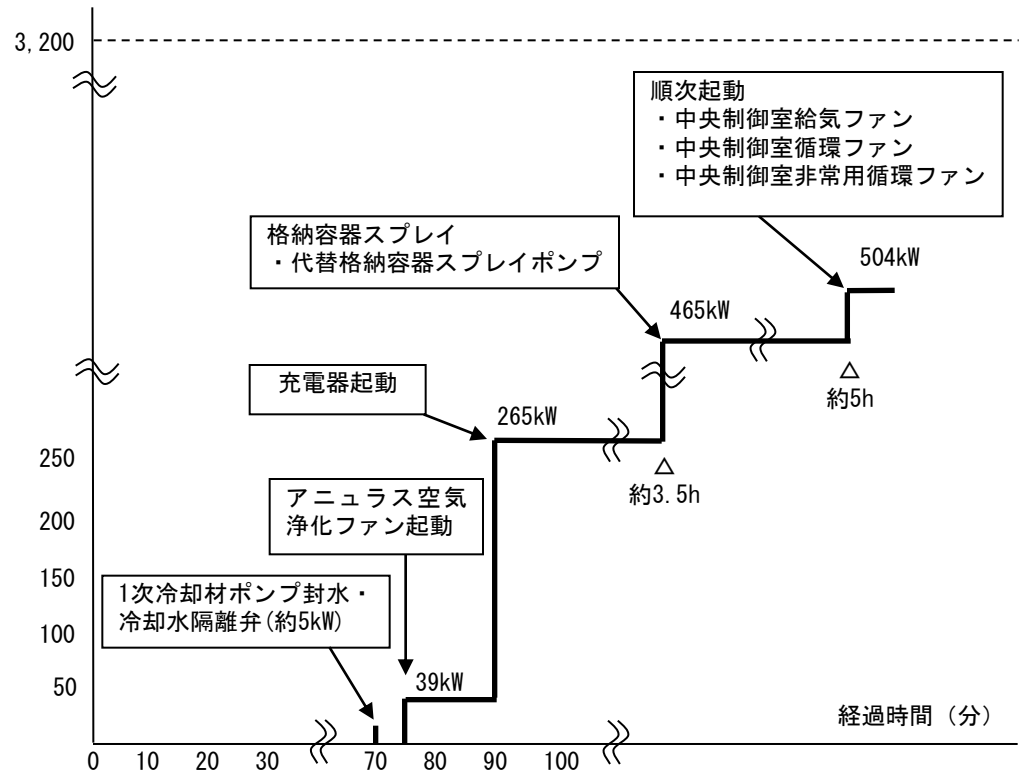 3,200
順次起動
・中央制御室給気ファン
・中央制御室循環ファン
・中央制御室非常用循環ファン
格納容器スプレイ
・代替格納容器スプレイポンプ
504kW
465kW
△
約5h
充電器起動
265kW
△
約3.5h
アニュラス空気
浄化ファン起動
1次冷却材ポンプ封水・
冷却水隔離弁(約5kW)
39kW
250
200
150
100
50
経過時間（分）
0 10 20 30 70 80 90 100